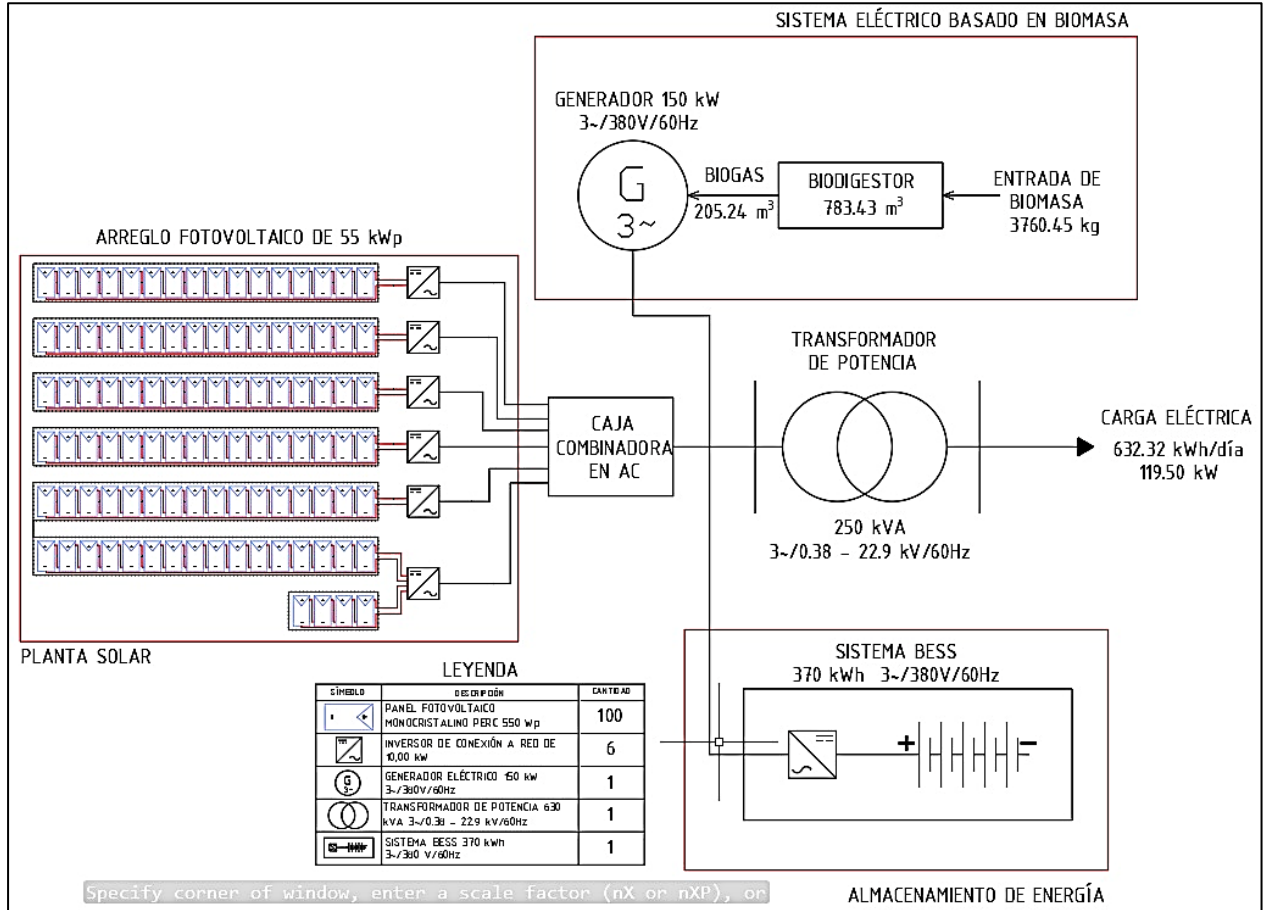 SISTEMA ELÉCTRICO BASADO EN BIOMASA
GENERADOR 150 kW
3~/380V/60Hz
G
3~
BIOGAS
205.24 m³
BIODIGESTOR
783.43 m³
ENTRADA DE
BIOMASA
3760.45 kg
ARREGLO FOTOVOLTAICO DE 55 kWp
PLANTA SOLAR
CAJA
COMBINADORA
EN AC
TRANSFORMADOR
DE POTENCIA
250 kVA
3~/0.38 - 22.9 kV/60Hz
CARGA ELÉCTRICA
632.32 kWh/día
119.50 kW
SISTEMA BESS
370 kWh 3~/380V/60Hz
+
-
ALMACENAMIENTO DE ENERGÍA
LEYENDA
SÍMBOLO DESCRIPCIÓN CANTIDAD
PANEL FOTOVOLTAICO
MONOCRISTALINO PERC 550 Wp
100
INVERSOR DE CONEXIÓN A RED DE
10,00 kW
6
G
3~
GENERADOR ELÉCTRICO 150 kW
3~/380V/60Hz
1
TRANSFORMADOR DE POTENCIA 630
kVA 3~/0.38 - 22.9 kV/60Hz
1
SISTEMA BESS 370 kWh
3~/380 V/60Hz
1
Specify corner of window, enter a scale factor (nX or nXP), or